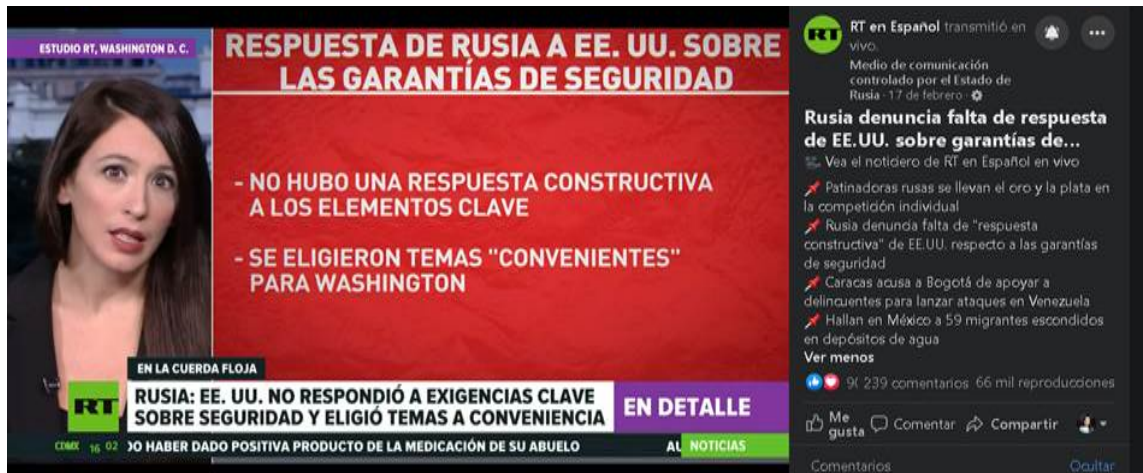 ESTUDIO RT, WASHINGTON D. C.
RESPUESTA DE RUSIA A EE. UU. SOBRE
LAS GARANTÍAS DE SEGURIDAD
- NO HUBO UNA RESPUESTA CONSTRUCTIVA
A LOS ELEMENTOS CLAVE
- SE ELIGIERON TEMAS "CONVENIENTES"
PARA WASHINGTON
EN LA CUERDA FLOJA
RT
RUSIA: EE. UU. NO RESPONDIÓ A EXIGENCIAS CLAVE
SOBRE SEGURIDAD Y ELIGIÓ TEMAS A CONVENIENCIA
EN DETALLE
CDMX 16 02
DO HABER DADO POSITIVA PRODUCTO DE LA MEDICACIÓN DE SU ABUELO
NOTICIAS
RT
RT en Español transmitió en
vivo.
Medio de comunicación
controlado por el Estado de
Rusia · 17 de febrero ·
Rusia denuncia falta de respuesta
de EE.UU. sobre garantías de...
Vea el noticiero de RT en Español en vivo
Patinadoras rusas se llevan el oro y la plata en
la competición individual
Rusia denuncia falta de "respuesta
constructiva" de EE.UU. respecto a las garantías
de seguridad
Caracas acusa a Bogotá de apoyar a
delincuentes para lanzar ataques en Venezuela
Hallan en México a 59 migrantes escondidos
en depósitos de agua
Ver menos
239 comentarios 66 mil reproducciones
Me
gusta
Comentar
Compartir
Comentarios
Ocultar